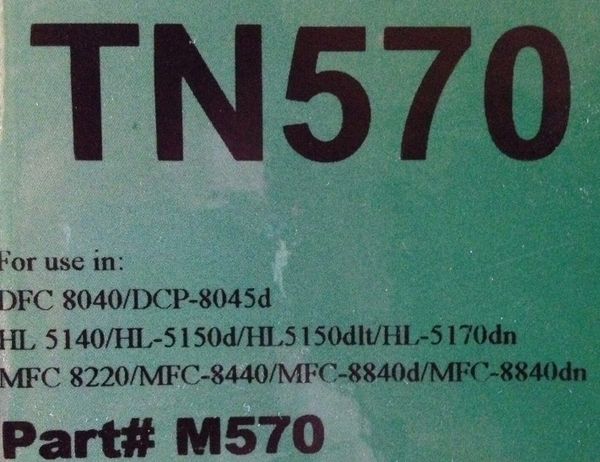 TN570
For use in:
DFC 8040/DCP-8045d
HL 5140/HL-5150d/HL5150dlt/HL-5170dn
MFC 8220/MFC-8440/MFC-8840d/MFC-8840dn
Part# M570